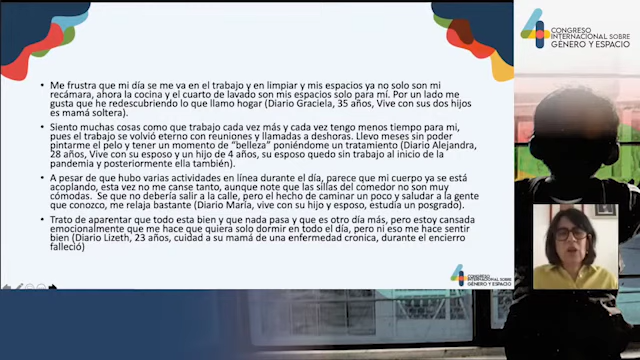 CONGRESO
INTERNACIONAL SOBRE
GÉNERO Y ESPACIO
• Me frustra que mi día se me va en el trabajo y en limpiar y mis espacios ya no solo son mi
recámara, ahora la cocina y el cuarto de lavado son mis espacios solo para mí. Por un lado me
gusta que he redescubriendo lo que llamo hogar (Diario Graciela, 35 años, Vive con sus dos hijos
es mamá soltera).
• Siento muchas cosas como que trabajo cada vez más y cada vez tengo menos tiempo para mi,
pues el trabajo se volvió eterno con reuniones y llamadas a deshoras. Llevo meses sin poder
pintarme el pelo y tener un momento de "belleza" poniéndome un tratamiento (Diario Alejandra,
28 años, Vive con su esposo y un hijo de 4 años, su esposo quedo sin trabajo al inicio de la
pandemia y posteriormente ella también).
• A pesar de que hubo varias actividades en línea durante el día, parece que mi cuerpo ya se está
acoplando, esta vez no me canse tanto, aunque note que las sillas del comedor no son muy
cómodas. Se que no debería salir a la calle, pero el hecho de caminar un poco y saludar a la gente
que conozco, me relaja bastante (Diario Maria, vive con su hijo y esposo, estudia un posgrado).
• Trato de aparentar que todo esta bien y que nada pasa y que es otro día más, pero estoy cansada
emocionalmente que me hace que quiera solo dormir en todo el día, pero ni eso me hace sentir
bien (Diario Lizeth, 23 años, cuidad a su mamá de una enfermedad cronica, durante el encierro
falleció)
CONGRESO
INTERNACIONAL SOBRE
GÉNERO Y ESPACIO